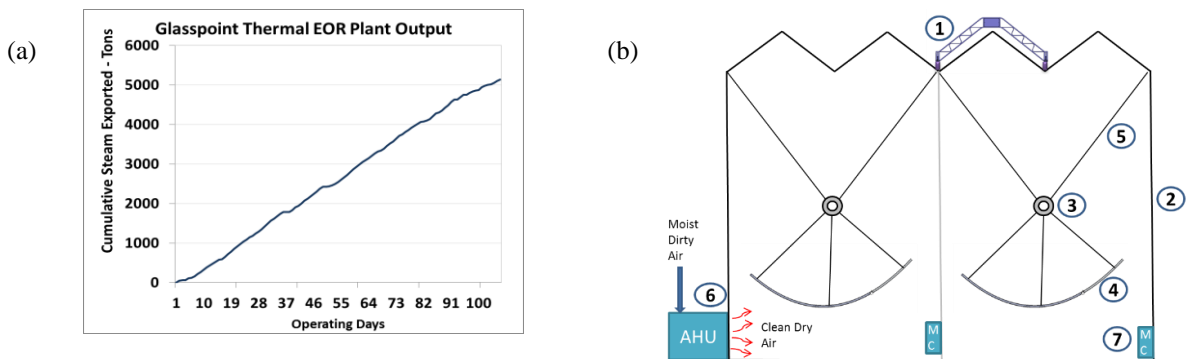 (a)
Glasspoint Thermal EOR Plant Output
Cumulative Steam Exported - Tons
6000
5000
4000
3000
2000
1000
0
1 10 19 28 37 46 55 64 73 82 91 100
Operating Days
(b)
1
5
3
2
Moist
Dirty
Air
6
4
AHU
Clean Dry
Air
M
C
M
C
7